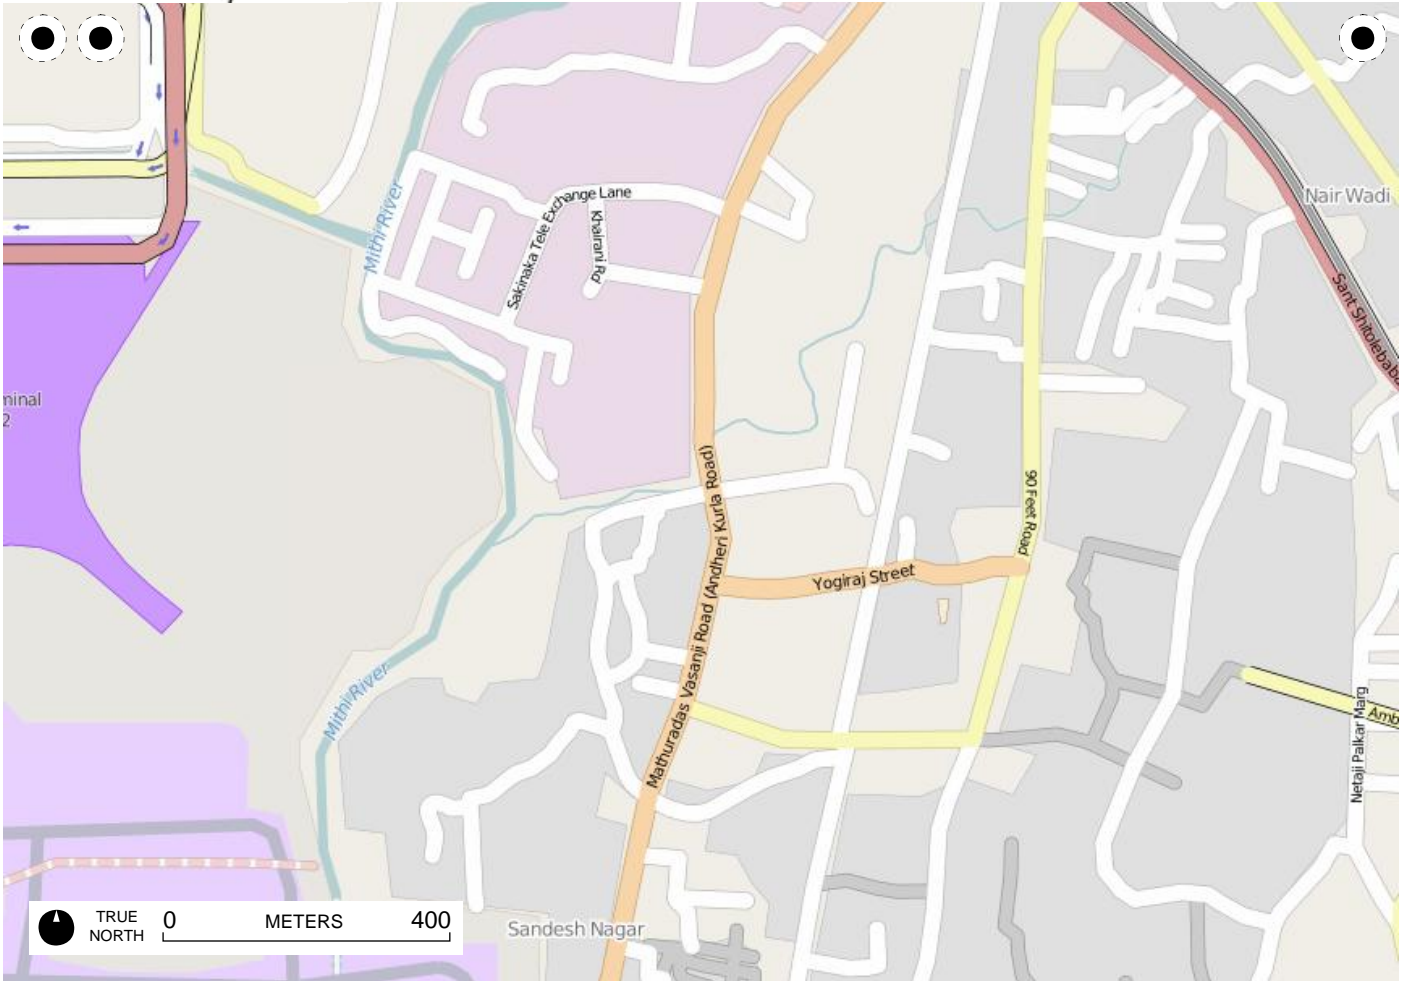 Nair Wadi
Mithi River
Sakinaka Tele Exchange Lane
Khairani Rd
Sant Shitolebaba
minal
2
90 Feet Road
Mathuradas Vasanji Road (Andheri Kurla Road)
Yogiraj Street
Mithi River
Netaji Palkar Marg
Amb
Sandesh Nagar
TRUE
NORTH
0 METERS 400